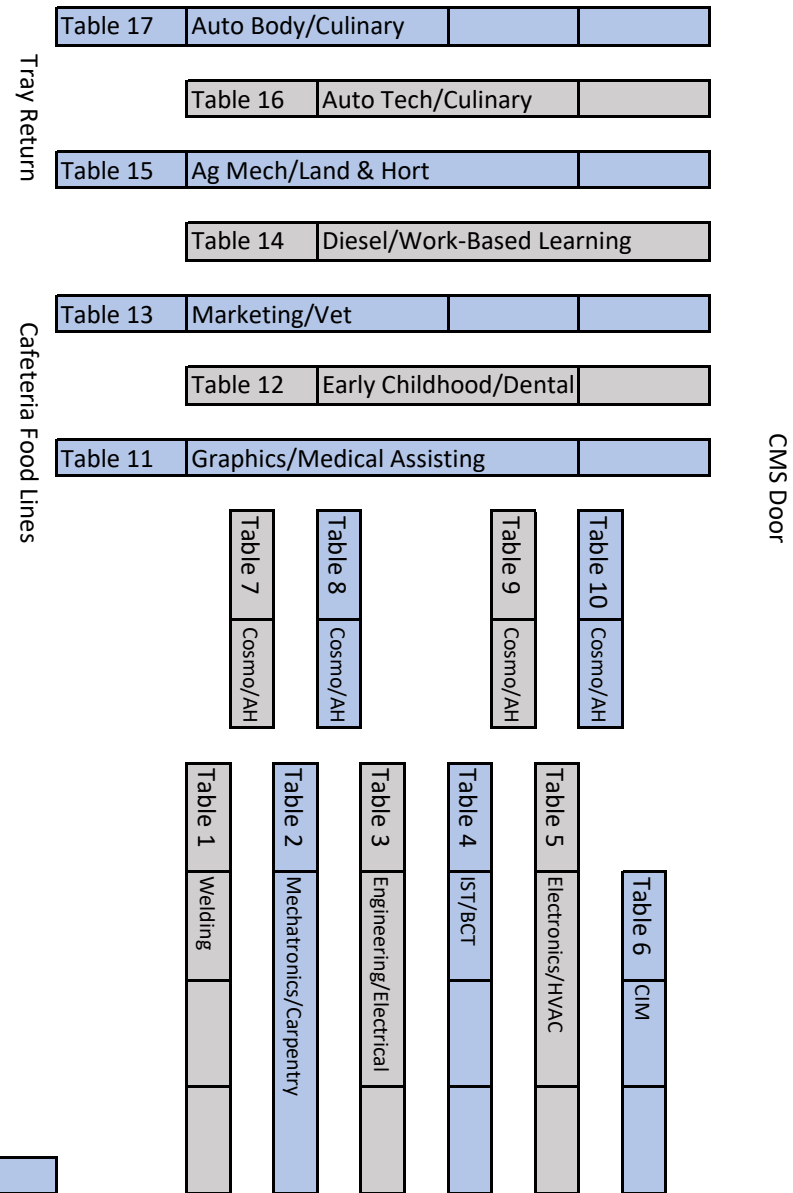 Table 17 Auto Body/Culinary
Tray Return
Table 16 Auto Tech/Culinary
Table 15 Ag Mech/Land & Hort
Table 14 Diesel/Work-Based Learning
Table 13 Marketing/Vet
Cafeteria Food Lines
Table 12 Early Childhood/Dental
Table 11 Graphics/Medical Assisting
CMS Door
Table 7 Cosmo/AH
Table 8 Cosmo/AH
Table 9 Cosmo/AH
Table 10 Cosmo/AH
Table 1 Welding
Table 2 Mechatronics/Carpentry
Table 3 Engineering/Electrical
Table 4 IST/BCT
Table 5 Electronics/HVAC
Table 6 CIM